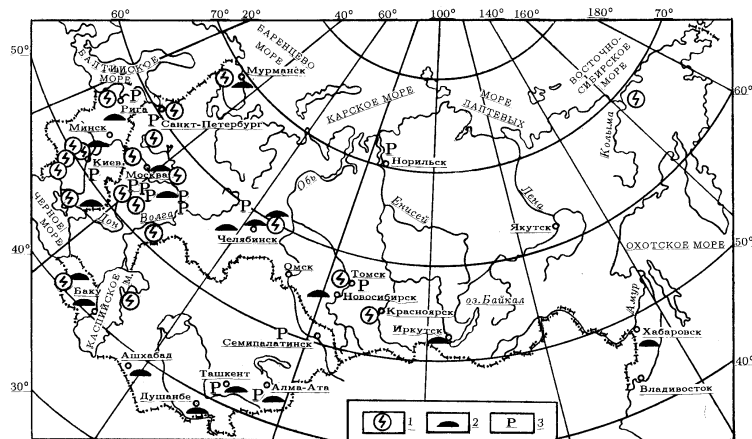 60° 70° 20° 40° 60° 80° 100° 140° 160° 180° 70°
50°
БАРЕНЦЕВО
МОРЕ
БАЛТИЙСКОЕ
МОРЕ
ВОСТОЧНО-
СИБИРСКОЕ
МОРЕ
Мурманск
КАРСКОЕ МОРЕ
МОРЕ
ЛАПТЕВЫХ
60°
Р
Рига
Р
Санкт-Петербург
Минск
Колыма
Киев
Р
Москва
Р
Норильск
Обь
Р
Р Р
Р
Р
Р
Енисей
Лена
ЧЕРНОЕ
МОРЕ
Дон
Волга
Челябинск
Якутск
50°
ОХОТСКОЕ МОРЕ
40°
Омск
Томск
Р
Баку
КАСПИЙСКОЕ М.
Новосибирск
оз.Байкал
Амур
Красноярск
Р
Семипалатинск
Иркутск
Хабаровск
Ашхабад
40°
Ташкент
Р
Алма-Ата
Р
Владивосток
30°
Душанбе
1 2 Р 3